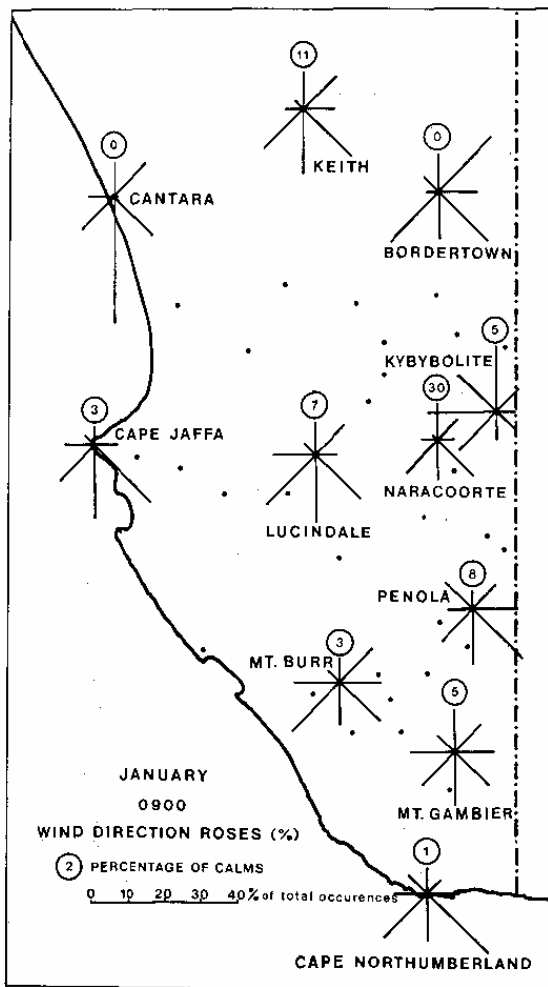 11
KEITH
0
CANTARA
0
BORDERTOWN
5
KYBYBOLITE
3
CAPE JAFFA
7
LUCINDALE
30
NARACOORTE
8
PENOLA
3
MT. BURR
5
MT. GAMBIER
JANUARY
0900
WIND DIRECTION ROSES (%)
2 PERCENTAGE OF CALMS
0 10 20 30 40% of total occurences
1
CAPE NORTHUMBERLAND